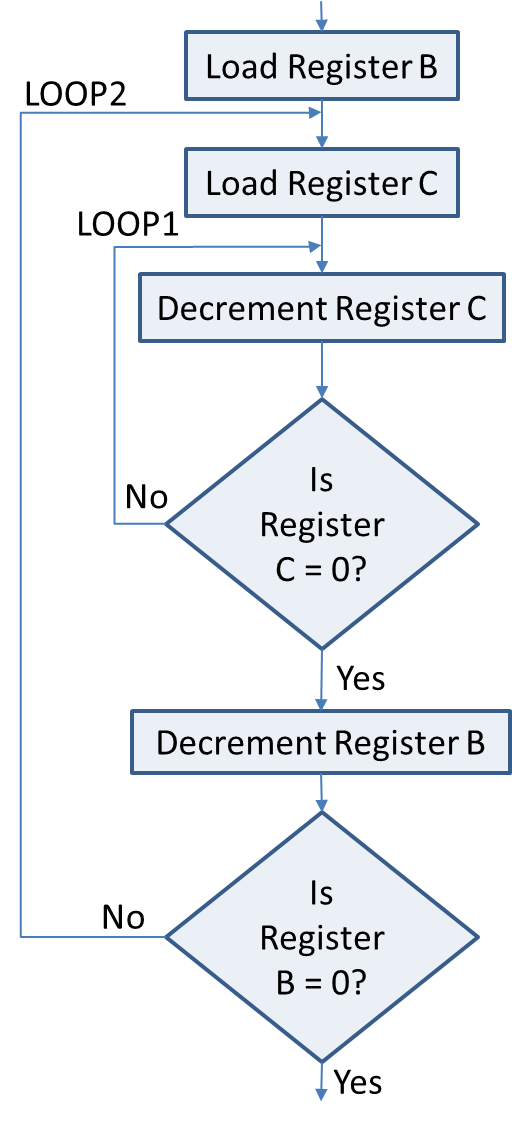 Load Register B
LOOP2
Load Register C
LOOP1
Decrement Register C
Is
Register
C = 0?
No
Yes
Decrement Register B
Is
Register
B = 0?
No
Yes